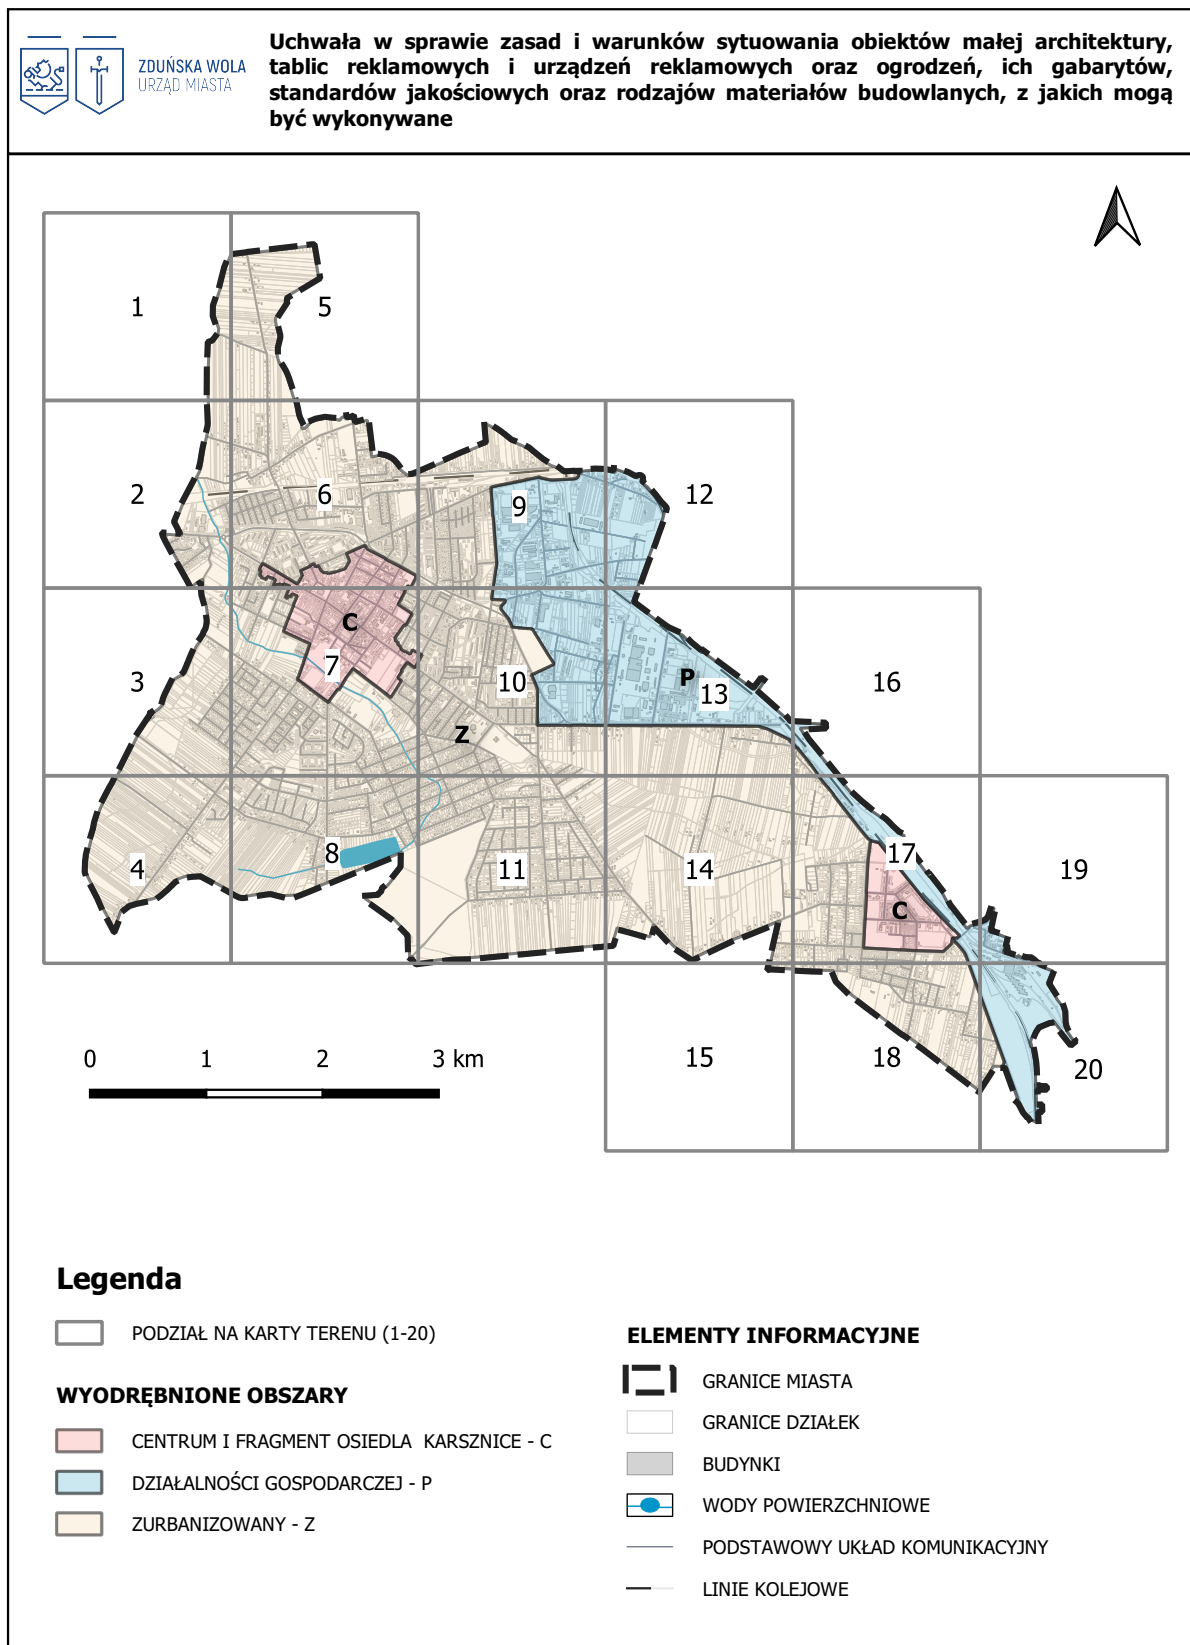 ZDUŃSKA WOLA
URZĄD MIASTA
Uchwała w sprawie zasad i warunków sytuowania obiektów małej architektury,
tablic reklamowych i urządzeń reklamowych oraz ogrodzeń, ich gabarytów,
standardów jakościowych oraz rodzajów materiałów budowlanych, z jakich mogą
być wykonywane
1
5
2
6
9
12
C
3
7
10
P
13
16
Z
4
8
11
14
17
19
C
15
18
20
0 1 2 3 km
Legenda
PODZIAŁ NA KARTY TERENU (1-20)
WYODRĘBNIONE OBSZARY
CENTRUM I FRAGMENT OSIEDLA KARSZNICE - C
DZIAŁALNOŚCI GOSPODARCZEJ - P
ZURBANIZOWANY - Z
ELEMENTY INFORMACYJNE
GRANICE MIASTA
GRANICE DZIAŁEK
BUDYNKI
WODY POWIERZCHNIOWE
PODSTAWOWY UKŁAD KOMUNIKACYJNY
LINIE KOLEJOWE